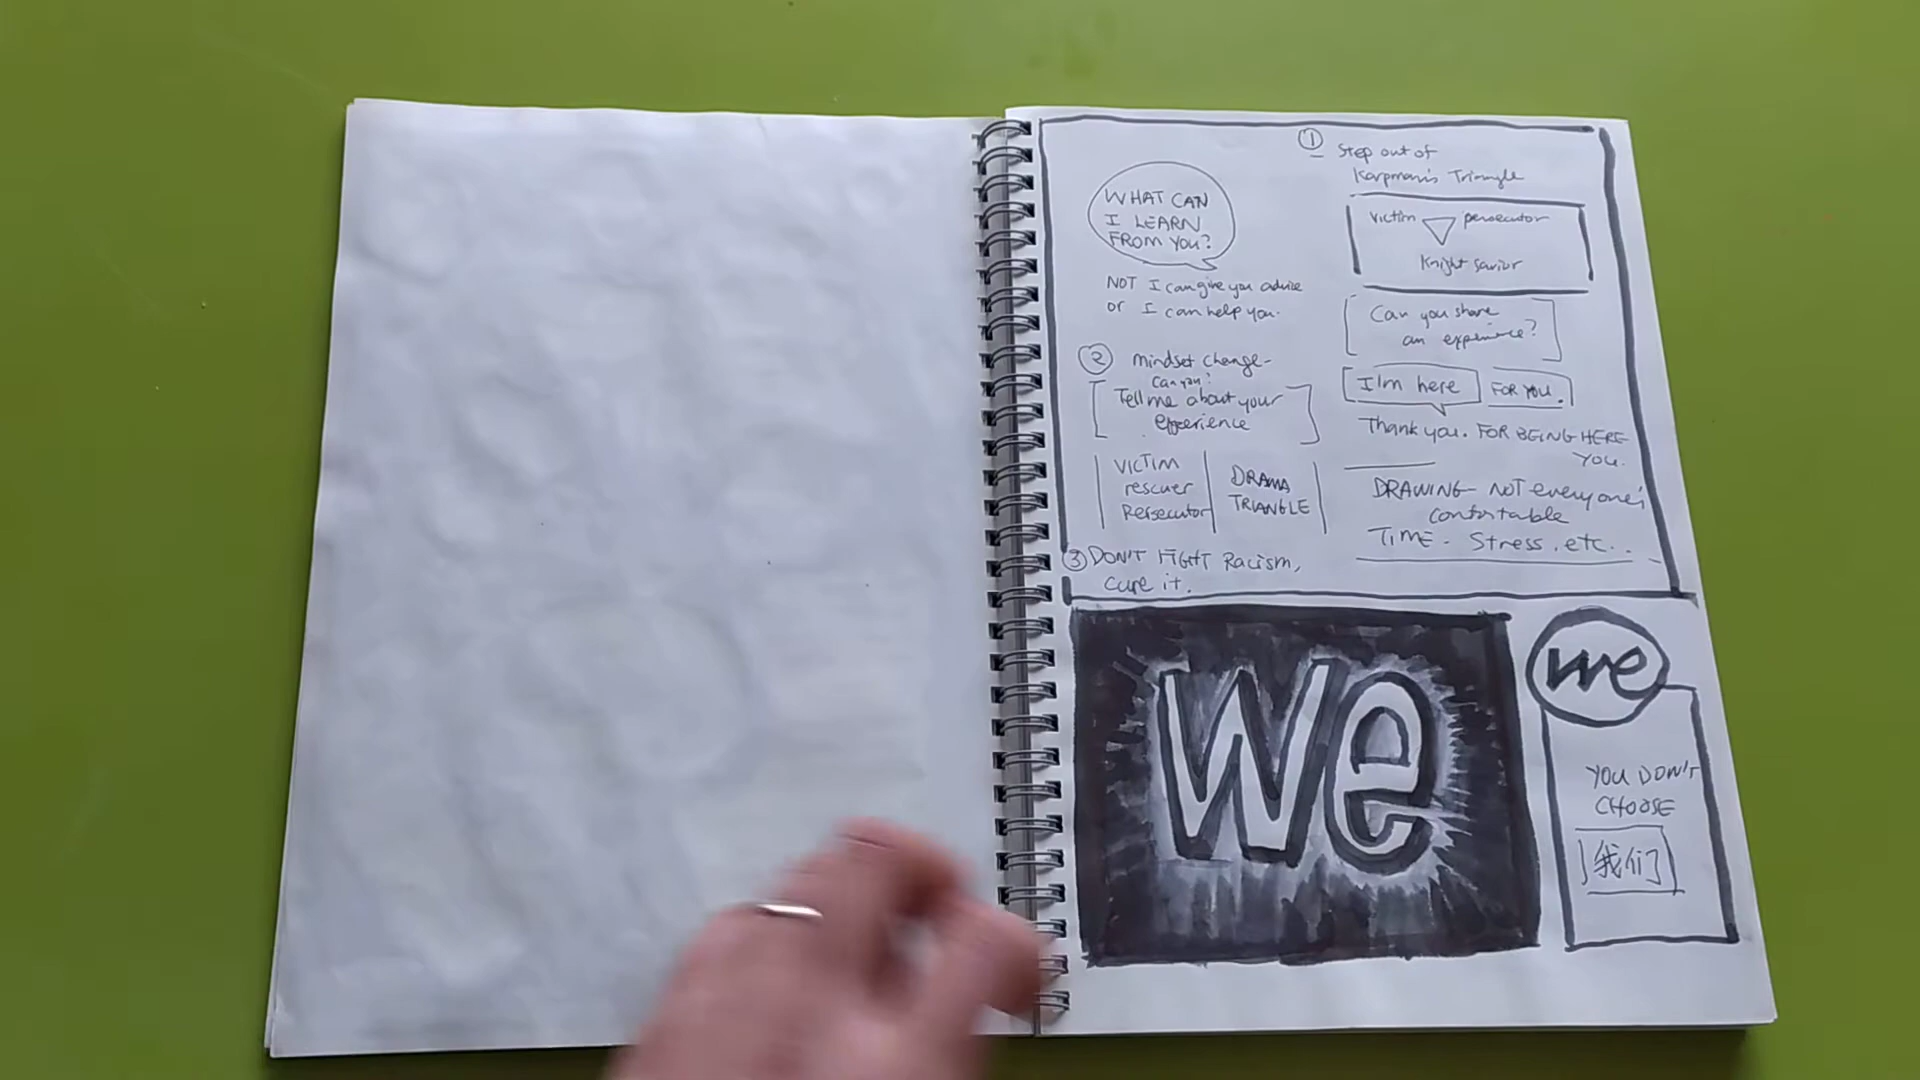 ①
Step out of
Karpman's Triangle
victim persecutor
Knight savior
WHAT CAN
I LEARN
FROM YOU?
NOT I can give you advice
or I can help you.
Can you share
an experience?
I'm here
FOR YOU.
Thank you. FOR BEING HERE
YOU.
② mindset change-
can you?
Tell me about your
experience
VICTIM
rescuer
Persecutor
DRAMA
TRIANGLE
DRAWING- NOT everyone's
comfortable
TIME - Stress, etc..
③ DON'T FIGHT Racism,
cure it.
we
we
YOU DON'T
CHOOSE
我们